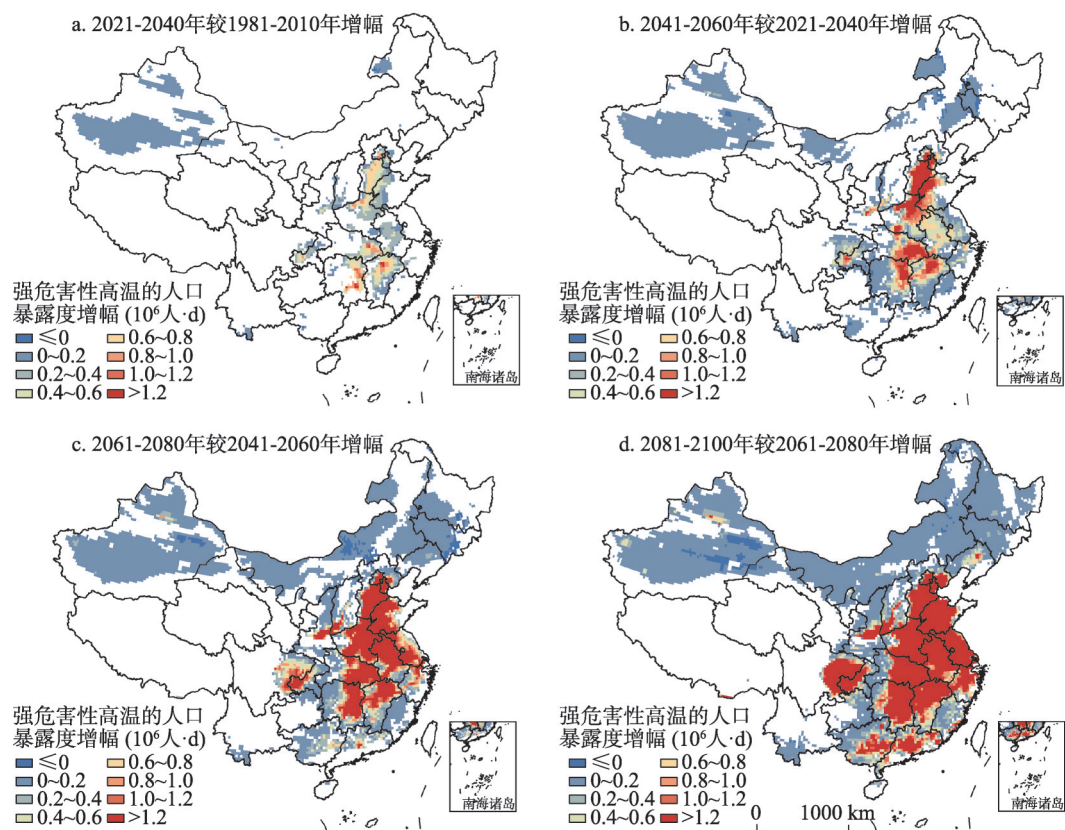 a. 2021-2040年较1981-2010年增幅
强危害性高温的人口
暴露度增幅 (10⁶人·d)
≤0 0.6~0.8
0~0.2 0.8~1.0
0.2~0.4 1.0~1.2
0.4~0.6 >1.2
南海诸岛
b. 2041-2060年较2021-2040年增幅
强危害性高温的人口
暴露度增幅 (10⁶人·d)
≤0 0.6~0.8
0~0.2 0.8~1.0
0.2~0.4 1.0~1.2
0.4~0.6 >1.2
南海诸岛
c. 2061-2080年较2041-2060年增幅
强危害性高温的人口
暴露度增幅 (10⁶人·d)
≤0 0.6~0.8
0~0.2 0.8~1.0
0.2~0.4 1.0~1.2
0.4~0.6 >1.2
南海诸岛
d. 2081-2100年较2061-2080年增幅
强危害性高温的人口
暴露度增幅 (10⁶人·d)
≤0 0.6~0.8
0~0.2 0.8~1.0
0.2~0.4 1.0~1.2
0.4~0.6 >1.2
0 1000 km
南海诸岛